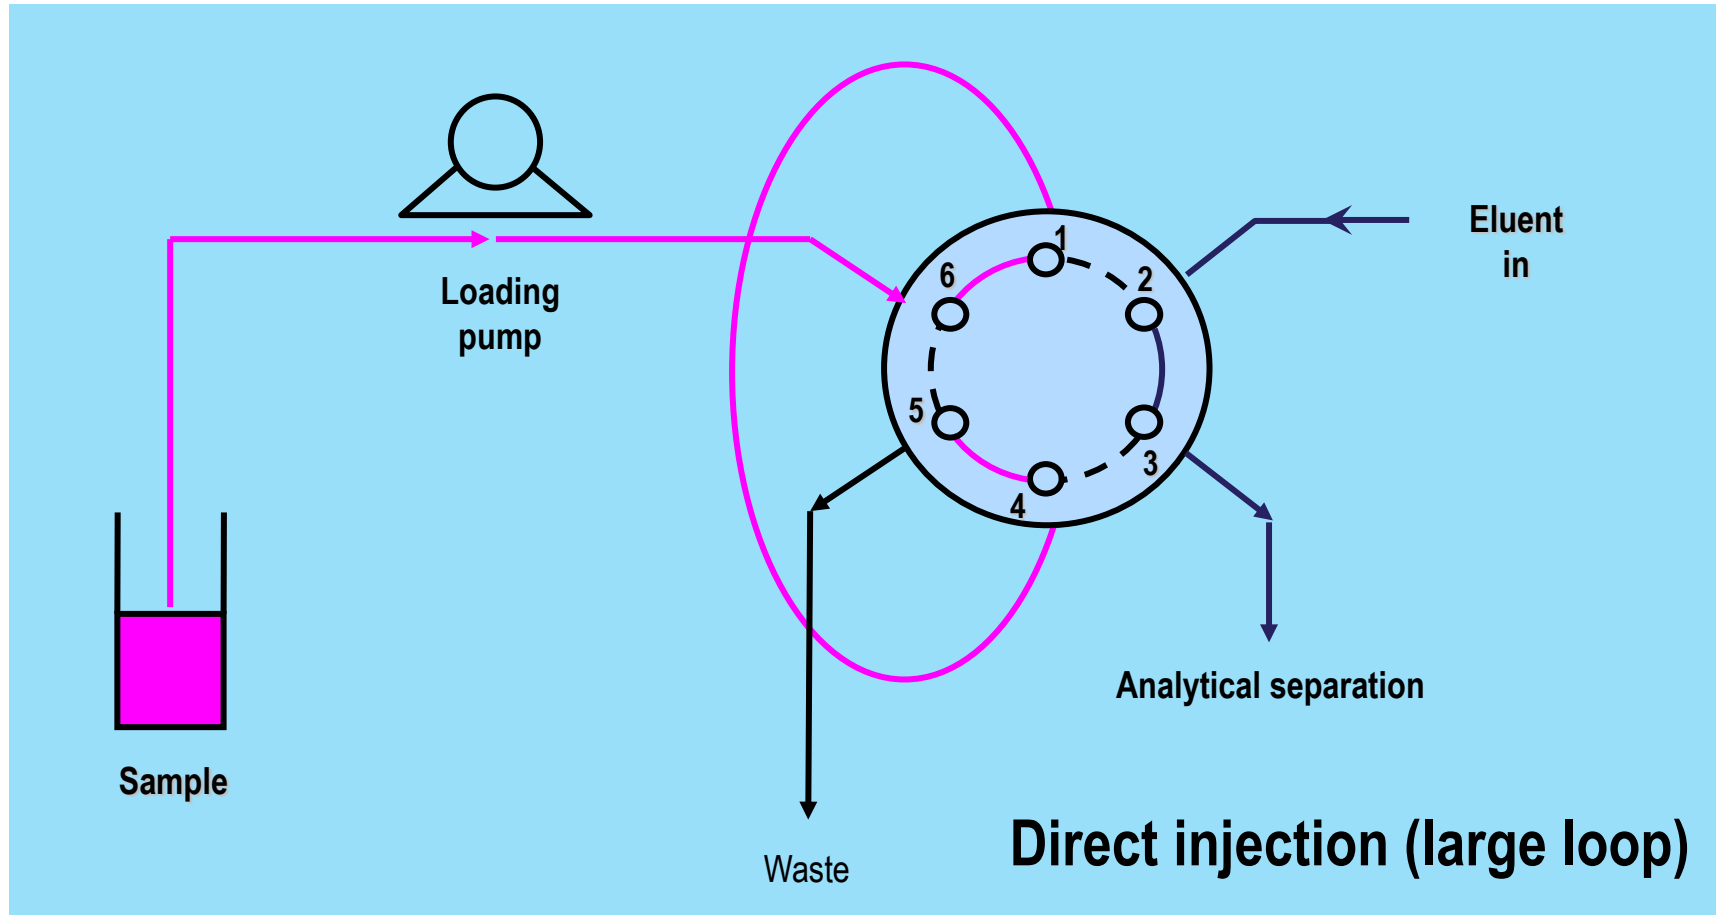 1
Eluent
in
6
2
Loading
pump
5
3
4
Analytical separation
Sample
Direct injection (large loop)
Waste